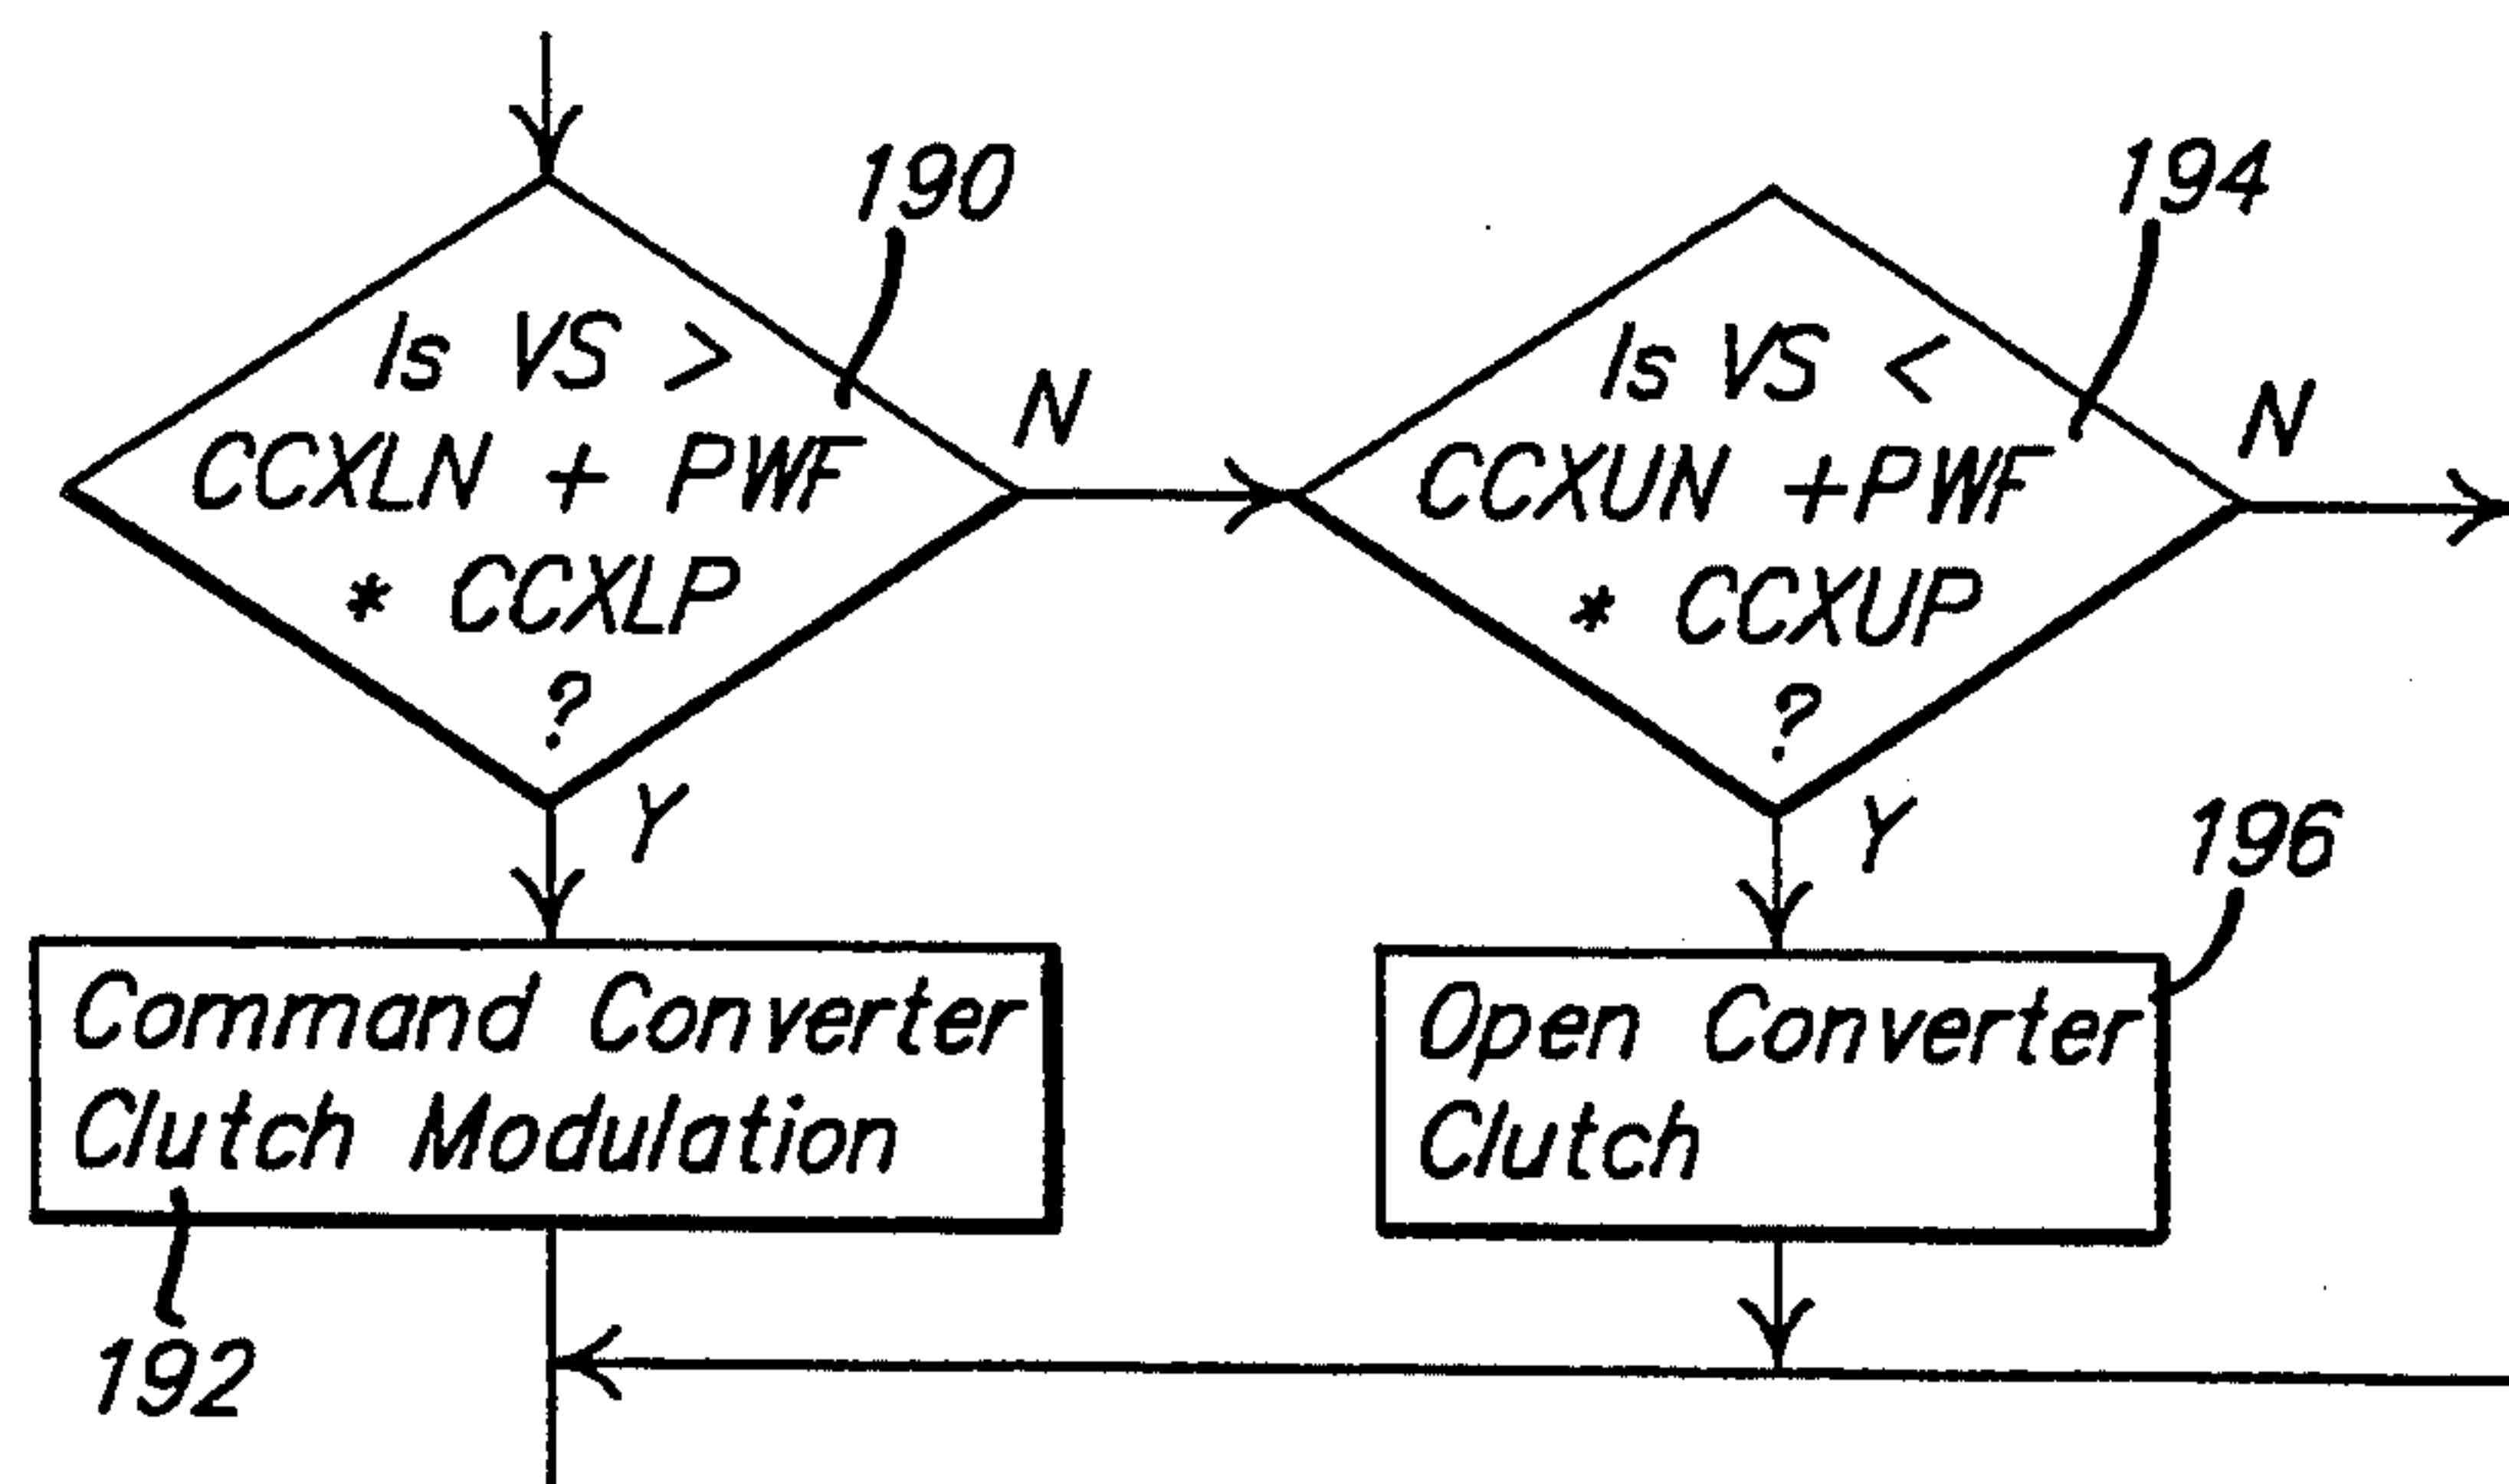 190
Is VS >
CCXLN + PWF
* CCXLP
?
N
Y
194
Is VS <
CCXUN +PWF
* CCXUP
?
N
Y
196
Command Converter
Clutch Modulation
192
Open Converter
Clutch